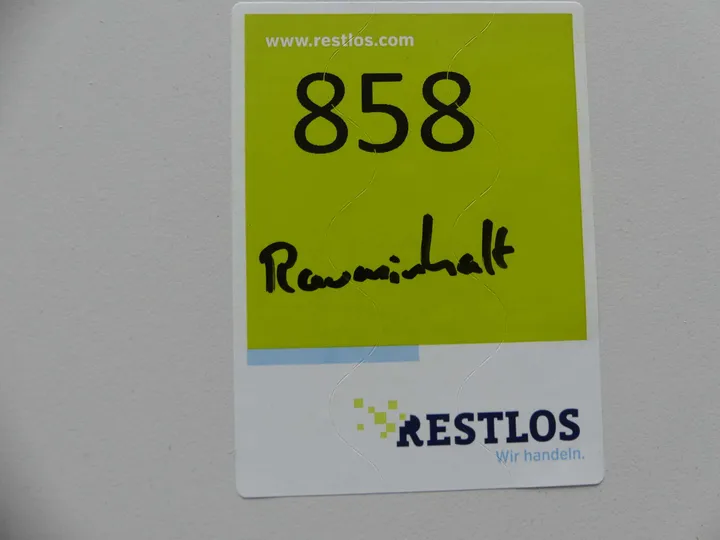 www.restlos.com
858
Rauminhalt
RESTLOS
Wir handeln.